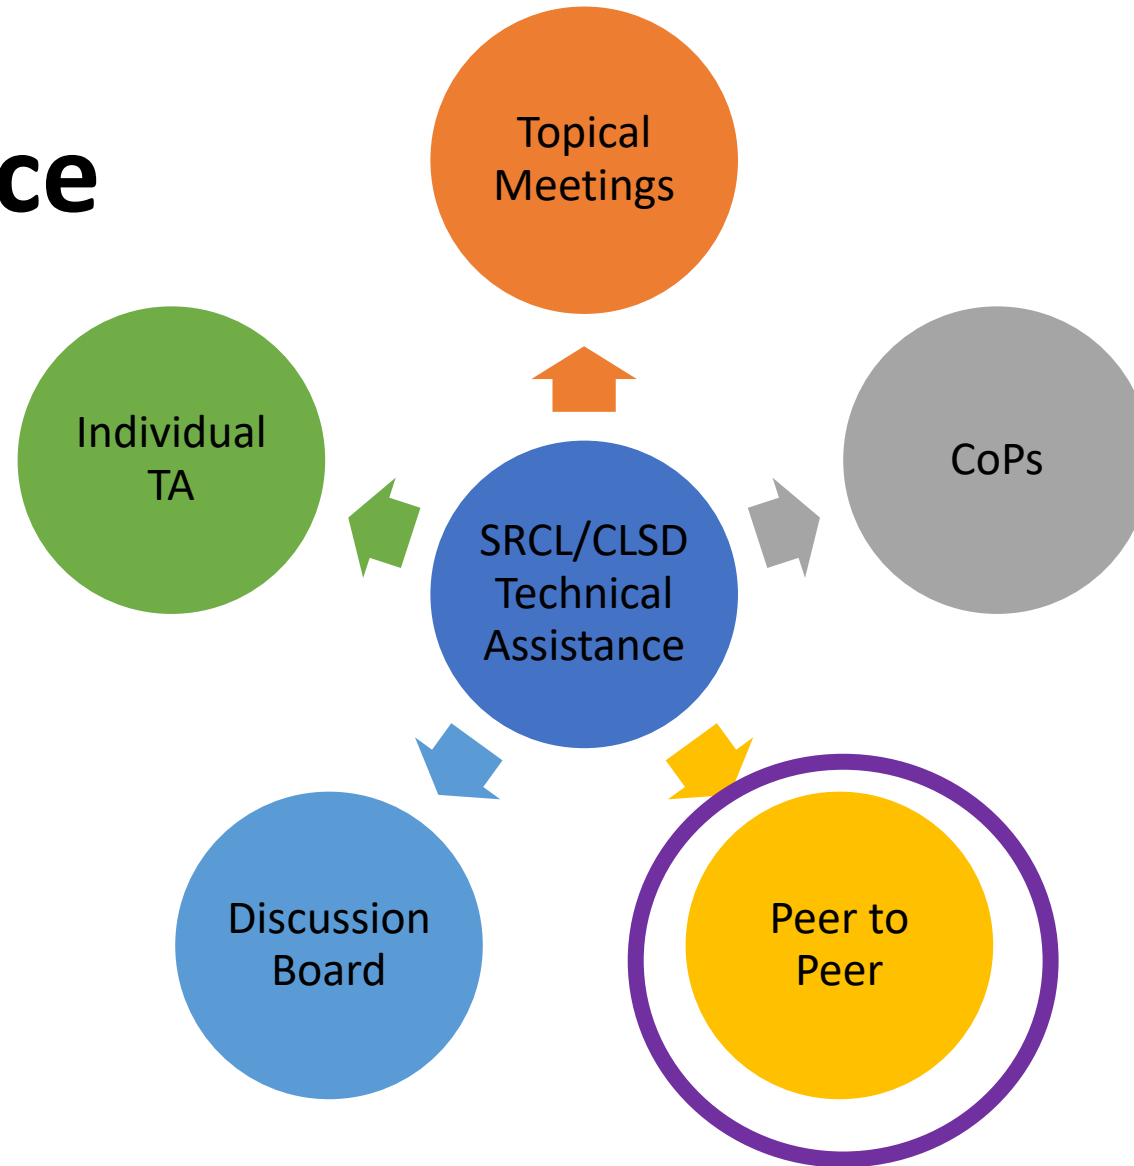 ce
Topical
Meetings
Individual
TA
CoPs
SRCL/CLSD
Technical
Assistance
Discussion
Board
Peer to
Peer